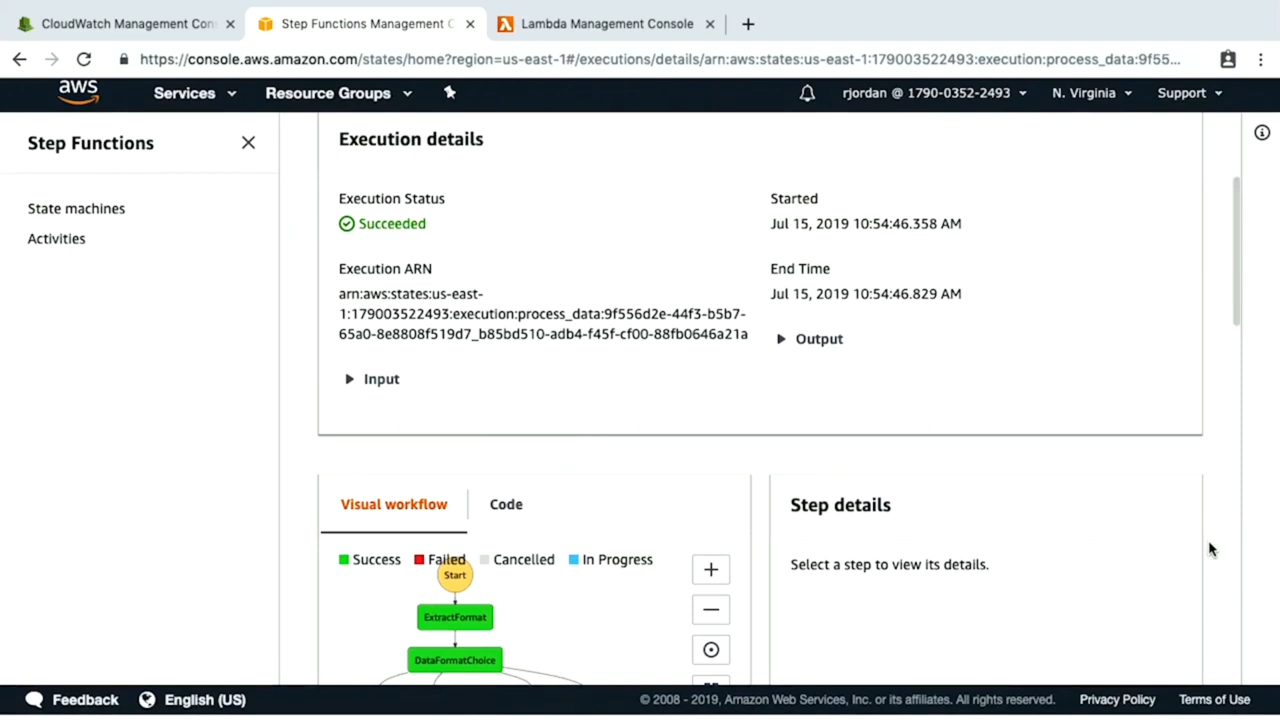 CloudWatch Management Con
Step Functions Management C
Lambda Management Console
https://console.aws.amazon.com/states/home?region=us-east-1#/executions/details/arn:aws:states:us-east-1:179003522493:execution:process_data:9f55...
aws
Services
Resource Groups
rjordan @ 1790-0352-2493
N. Virginia
Support
Step Functions
State machines
Activities
Execution details
Execution Status
Succeeded
Started
Jul 15, 2019 10:54:46.358 AM
Execution ARN
arn:aws:states:us-east-
1:179003522493:execution:process_data:9f556d2e-44f3-b5b7-
65a0-8e8808f519d7_b85bd510-adb4-f45f-cf00-88fb0646a21a
End Time
Jul 15, 2019 10:54:46.829 AM
Output
Input
Visual workflow
Code
Success
Failed
Cancelled
In Progress
Start
ExtractFormat
DataFormatChoice
Step details
Select a step to view its details.
Feedback
English (US)
© 2008 - 2019, Amazon Web Services, Inc. or its affiliates. All rights reserved.
Privacy Policy
Terms of Use